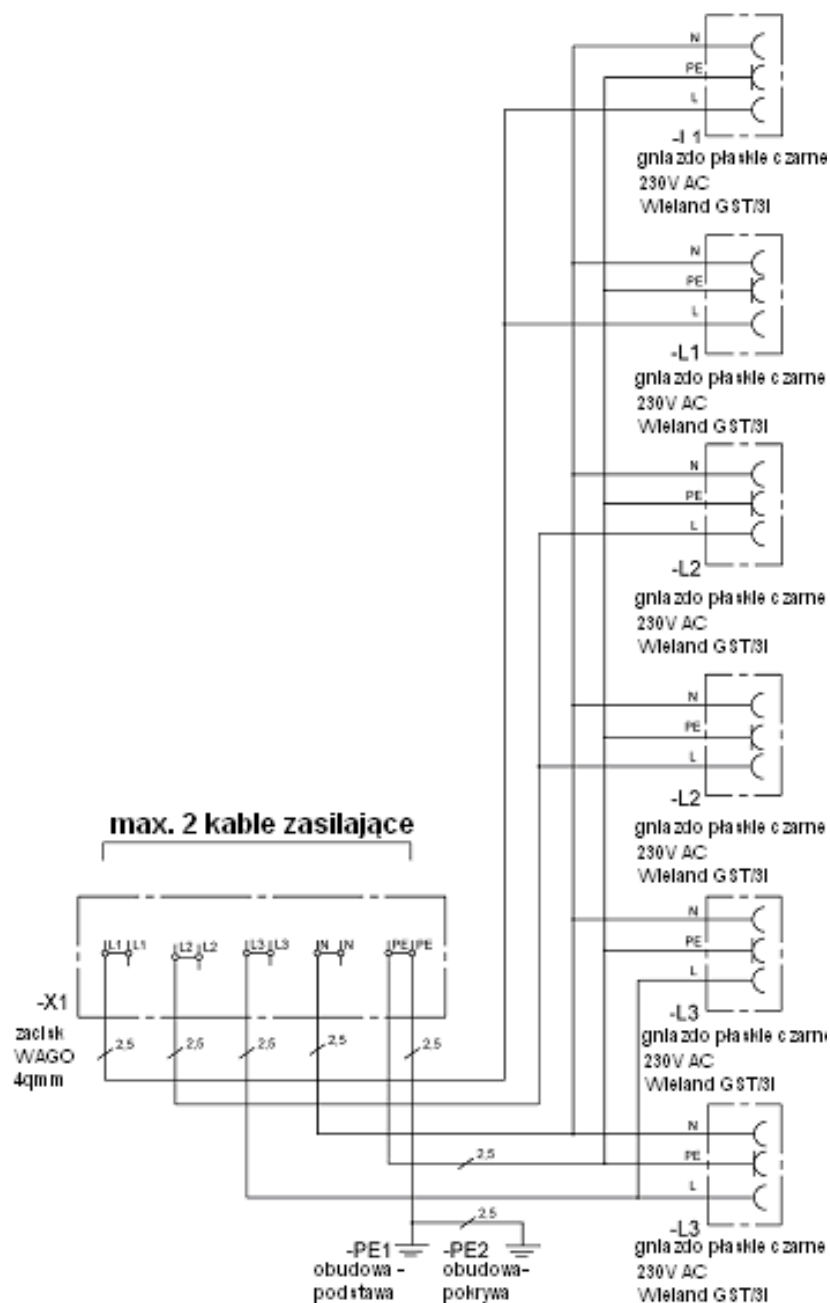 N
PE
L
-L1
gniazdo płaskie czarne
230V AC
Wieland GST/3I
N
PE
L
-L1
gniazdo płaskie czarne
230V AC
Wieland GST/3I
N
PE
L
-L2
gniazdo płaskie czarne
230V AC
Wieland GST/3I
N
PE
L
-L2
gniazdo płaskie czarne
230V AC
Wieland GST/3I
max. 2 kable zasilające
L1 L1 L2 L2 L3 L3 N N PE PE
-X1
zacisk
WAGO
4qmm
2,5 2,5 2,5 2,5 2,5
N
PE
L
-L3
gniazdo płaskie czarne
230V AC
Wieland GST/3I
N
2,5 PE
L
2.5
-L3
gniazdo płaskie czarne
230V AC
Wieland GST/3I
-PE1
obudowa -
podstawa
-PE2
obudowa-
pokrywa